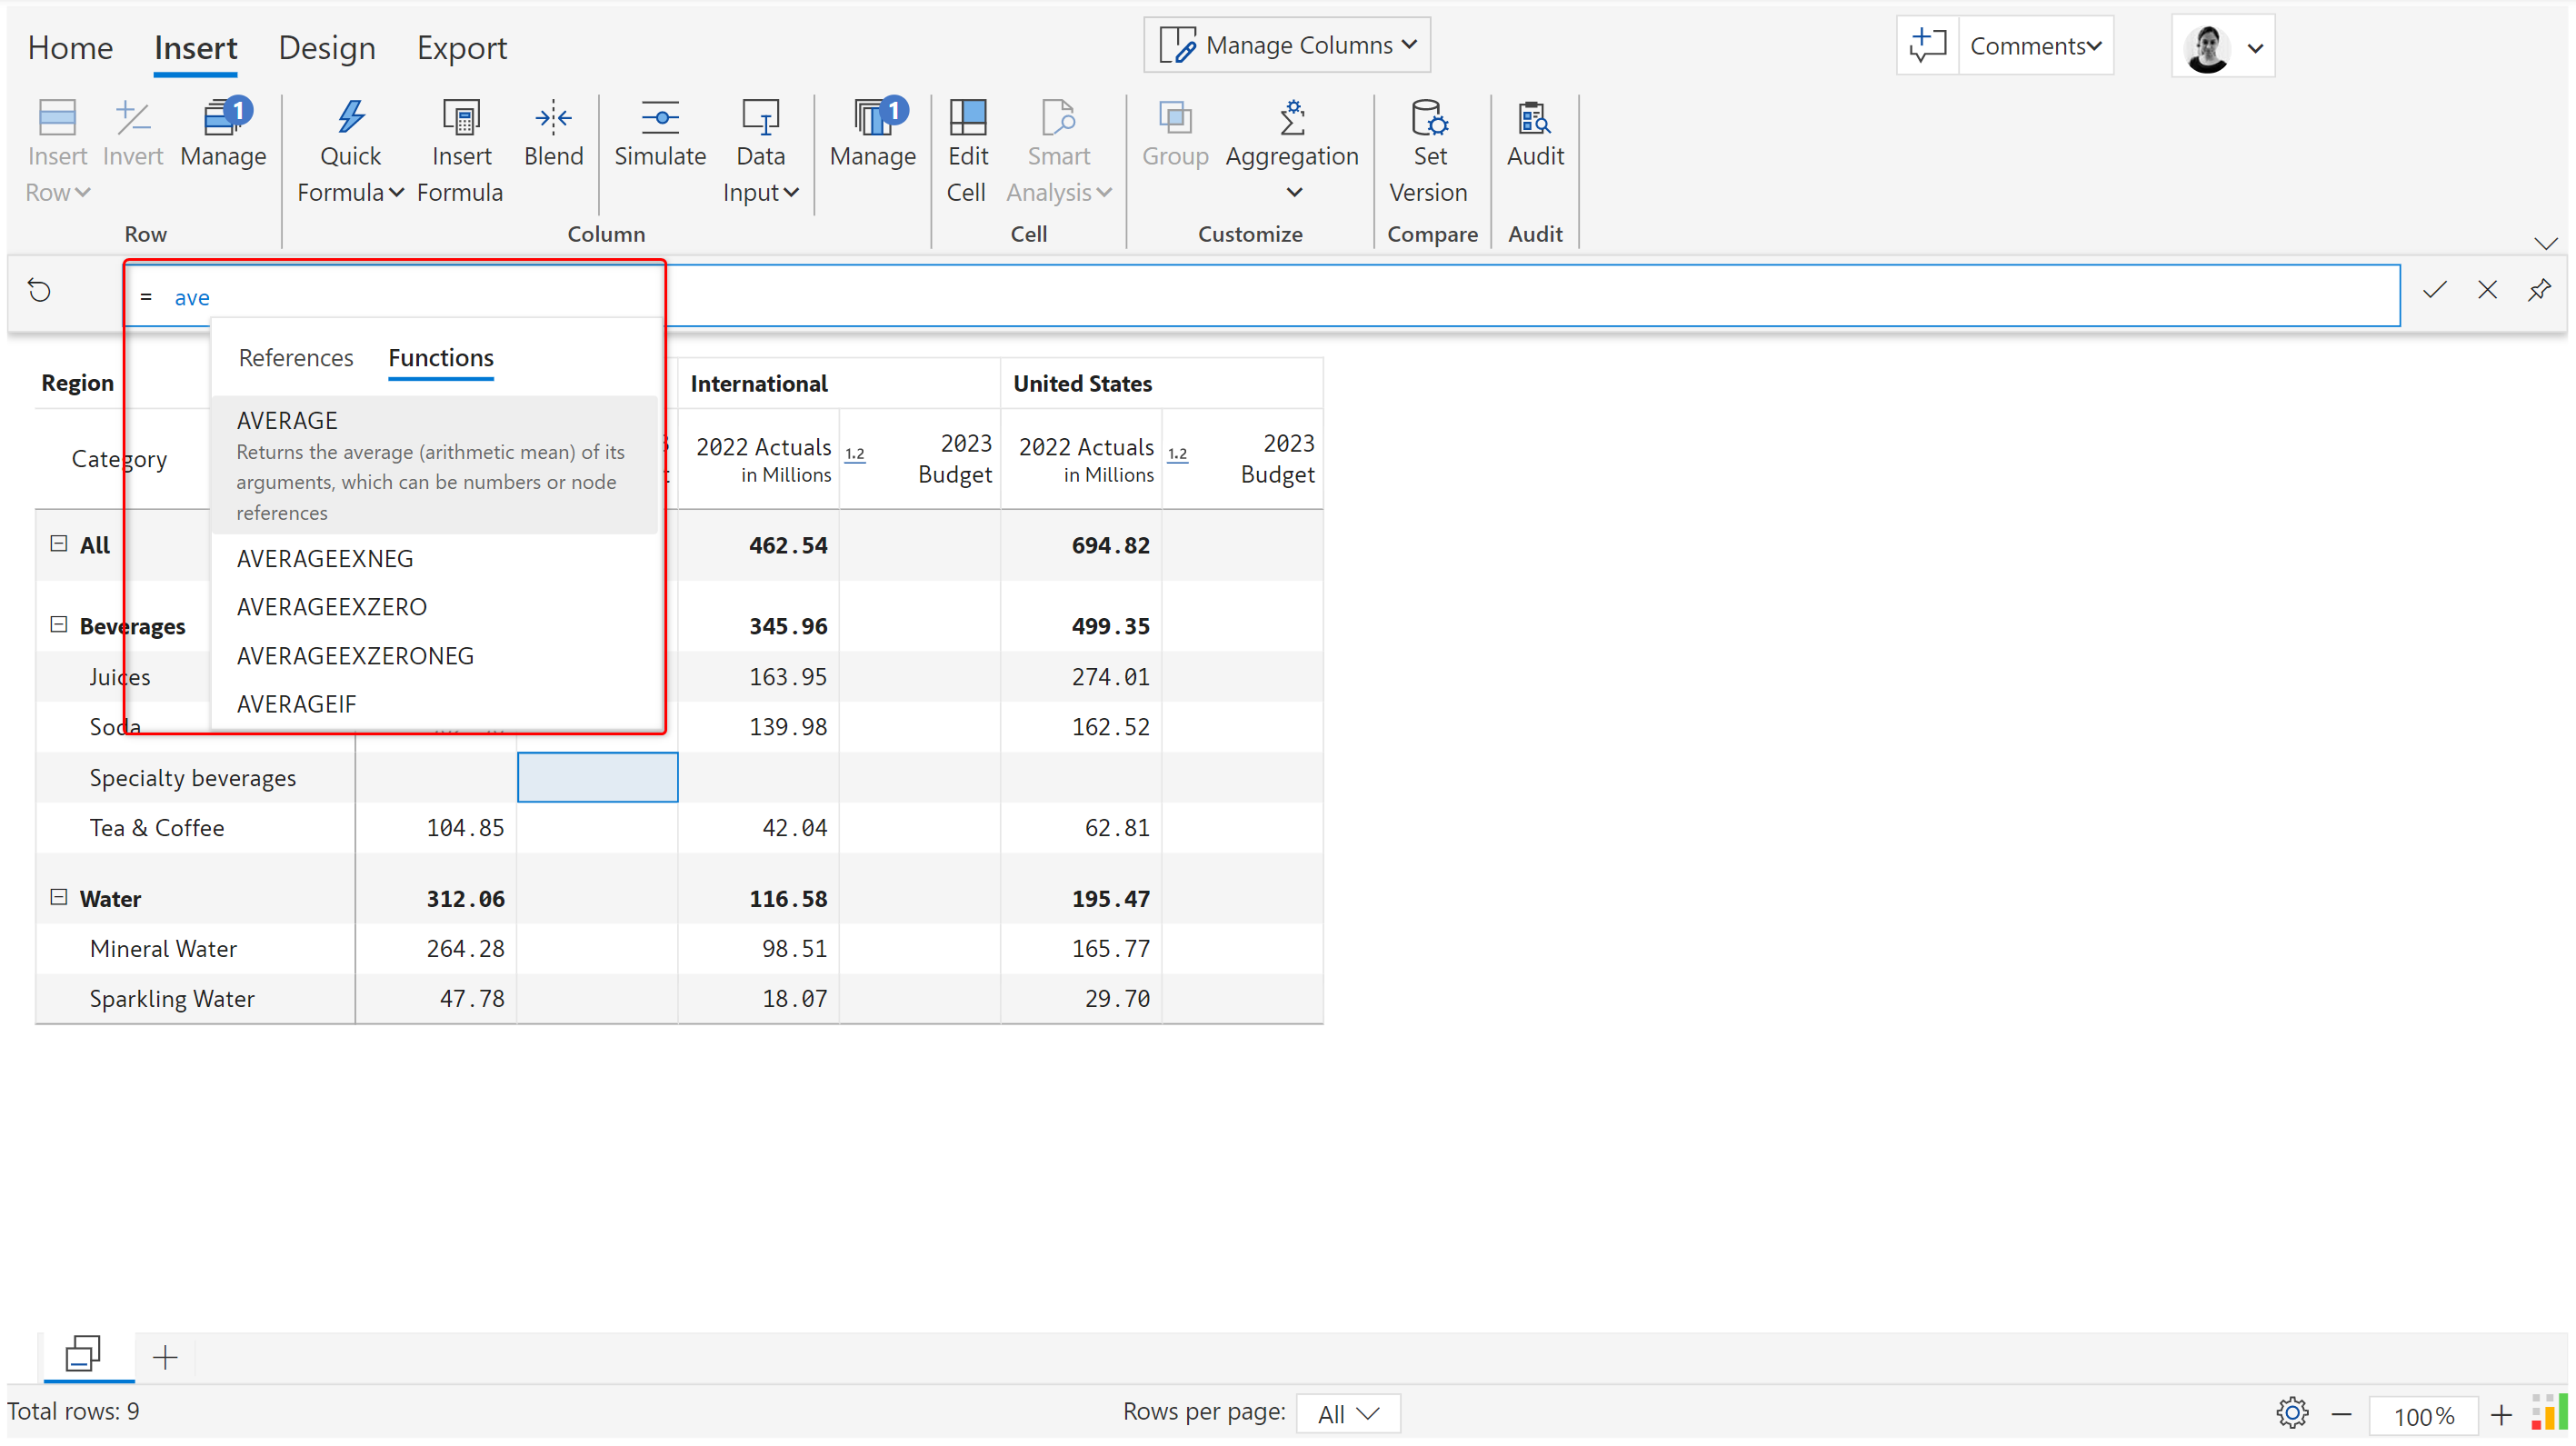 Home Insert Design Export Manage Columns Comments
1 1
Insert Invert Manage Quick Insert Blend Simulate Data Manage Edit Smart Group Aggregation Set Audit
Row Formula Formula Input Cell Analysis Version
Row Column Cell Customize Compare Audit
= ave
References Functions
Region International United States
AVERAGE
Returns the average (arithmetic mean) of its
arguments, which can be numbers or node
references
Category 2022 Actuals 1.2 2023 2022 Actuals 1.2 2023
in Millions Budget in Millions Budget
AVERAGEEXNEG
AVERAGEEXZERO
AVERAGEEXZERONEG
AVERAGEIF
All 462.54 694.82
Beverages 345.96 499.35
Juices 163.95 274.01
Soda 139.98 162.52
Specialty beverages
Tea & Coffee 104.85 42.04 62.81
Water 312.06 116.58 195.47
Mineral Water 264.28 98.51 165.77
Sparkling Water 47.78 18.07 29.70
Total rows: 9 Rows per page: All 100%